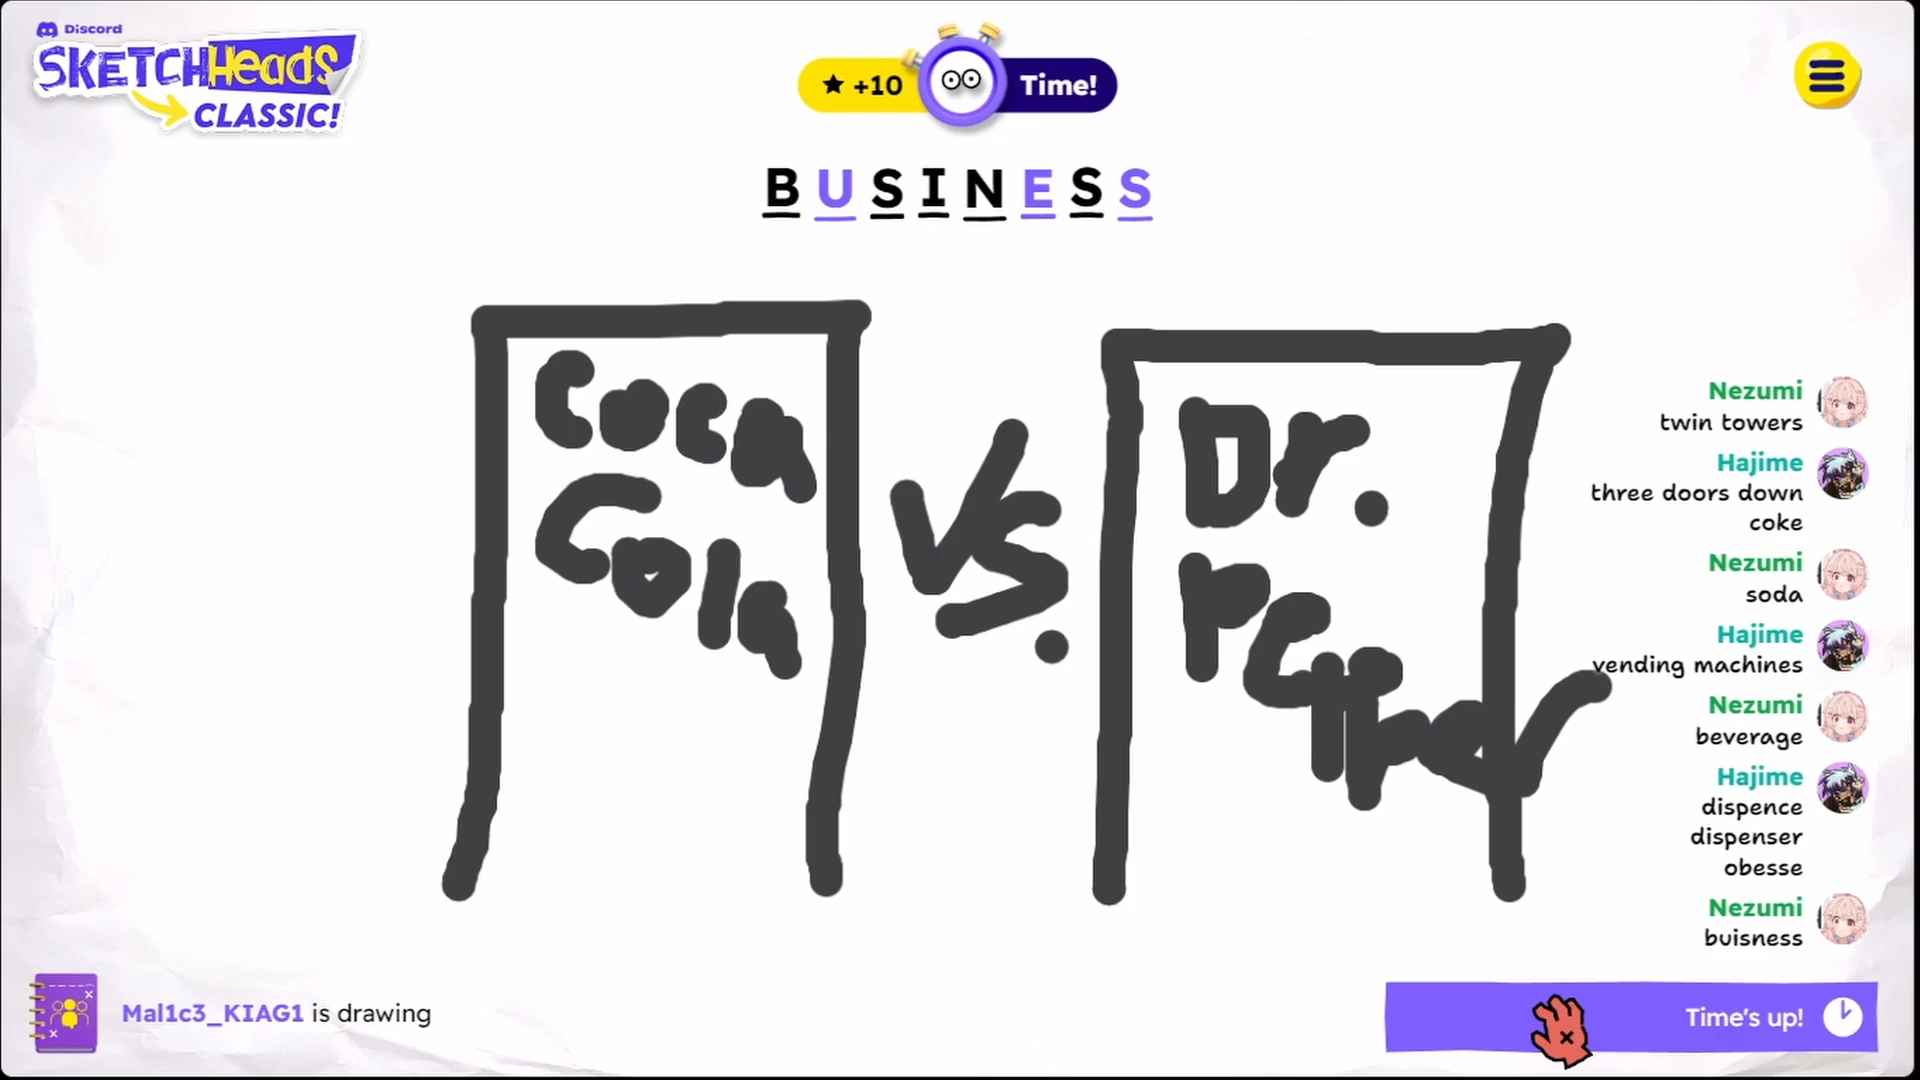 Discord
SKETCHHeadS
CLASSIC!
+10
Time!
BUSINESS
Coca
Cola
VS.
Dr.
Pepper
Nezumi
twin towers
Hajime
three doors down
coke
Nezumi
soda
Hajime
vending machines
Nezumi
beverage
Hajime
dispence
dispenser
obesse
Nezumi
buisness
Mal1c3_KIAG1 is drawing
Time's up!